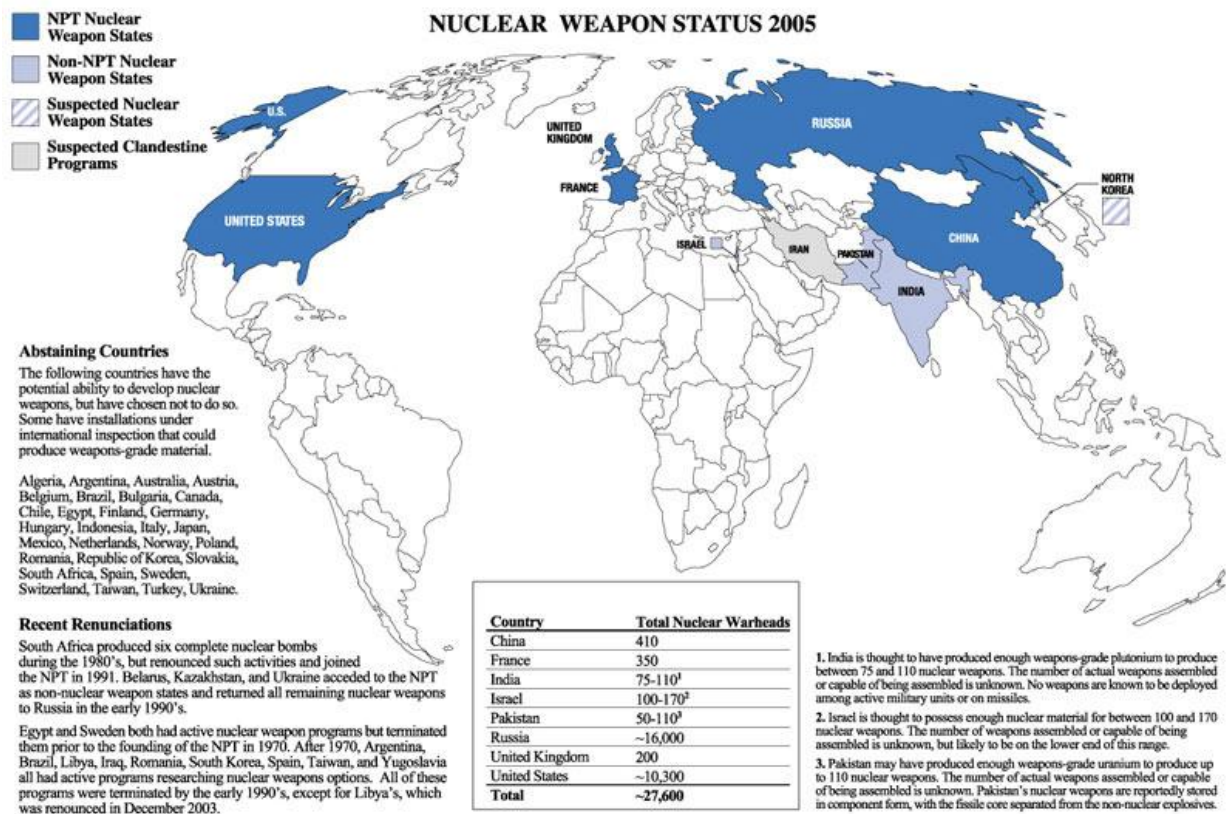 NUCLEAR WEAPON STATUS 2005
NPT Nuclear
Weapon States
Non-NPT Nuclear
Weapon States
Suspected Nuclear
Weapon States
Suspected Clandestine
Programs
U.S.
UNITED STATES
UNITED
KINGDOM
FRANCE
RUSSIA
NORTH
KOREA
CHINA
ISRAEL
IRAN
PAKISTAN
INDIA
Abstaining Countries
The following countries have the
potential ability to develop nuclear
weapons, but have chosen not to do so.
Some have installations under
international inspection that could
produce weapons-grade material.
Algeria, Argentina, Australia, Austria,
Belgium, Brazil, Bulgaria, Canada,
Chile, Egypt, Finland, Germany,
Hungary, Indonesia, Italy, Japan,
Mexico, Netherlands, Norway, Poland,
Romania, Republic of Korea, Slovakia,
South Africa, Spain, Sweden,
Switzerland, Taiwan, Turkey, Ukraine.
Recent Renunciations
South Africa produced six complete nuclear bombs
during the 1980's, but renounced such activities and joined
the NPT in 1991. Belarus, Kazakhstan, and Ukraine acceded to the NPT
as non-nuclear weapon states and returned all remaining nuclear weapons
to Russia in the early 1990's.
Egypt and Sweden both had active nuclear weapon programs but terminated
them prior to the founding of the NPT in 1970. After 1970, Argentina,
Brazil, Libya, Iraq, Romania, South Korea, Spain, Taiwan, and Yugoslavia
all had active programs researching nuclear weapons options. All of these
programs were terminated by the early 1990's, except for Libya's, which
was renounced in December 2003.
Country Total Nuclear Warheads
China 410
France 350
India 75-110¹
Israel 100-170²
Pakistan 50-110³
Russia ~16,000
United Kingdom 200
United States ~10,300
Total ~27,600
1. India is thought to have produced enough weapons-grade plutonium to produce
between 75 and 110 nuclear weapons. The number of actual weapons assembled
or capable of being assembled is unknown. No weapons are known to be deployed
among active military units or on missiles.
2. Israel is thought to possess enough nuclear material for between 100 and 170
nuclear weapons. The number of weapons assembled or capable of being
assembled is unknown, but likely to be on the lower end of this range.
3. Pakistan may have produced enough weapons-grade uranium to produce up
to 110 nuclear weapons. The number of actual weapons assembled or capable
of being assembled is unknown. Pakistan's nuclear weapons are reportedly stored
in component form, with the fissile core separated from the non-nuclear explosives.